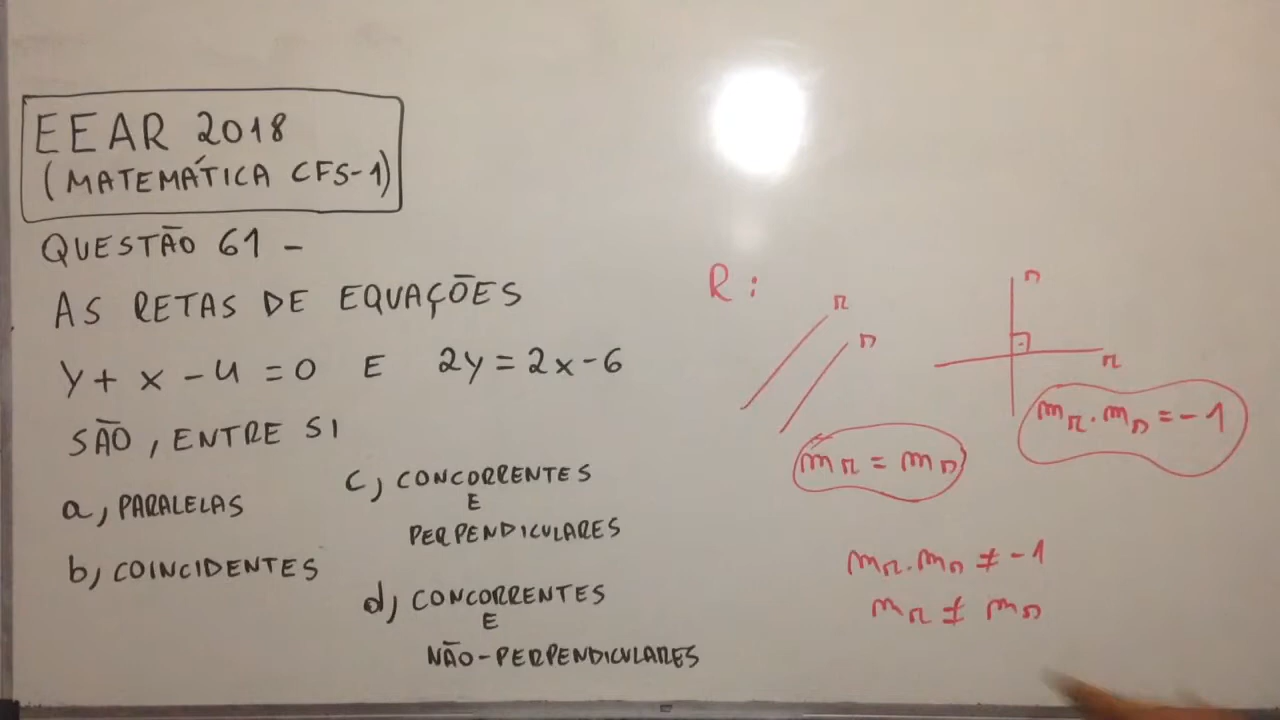 EEAR 2018
(MATEMÁTICA CFS-1)
QUESTÃO 61 -
AS RETAS DE EQUAÇÕES
y + x - 4 = 0 E 2y = 2x - 6
SÃO, ENTRE SI
a) PARALELAS
b) COINCIDENTES
c) CONCORRENTES
E
PERPENDICULARES
d) CONCORRENTES
E
NÃO-PERPENDICULARES
R:
r
s
s
r
mr = ms
mr . ms = -1
mr . ms ≠ -1
mr ≠ ms